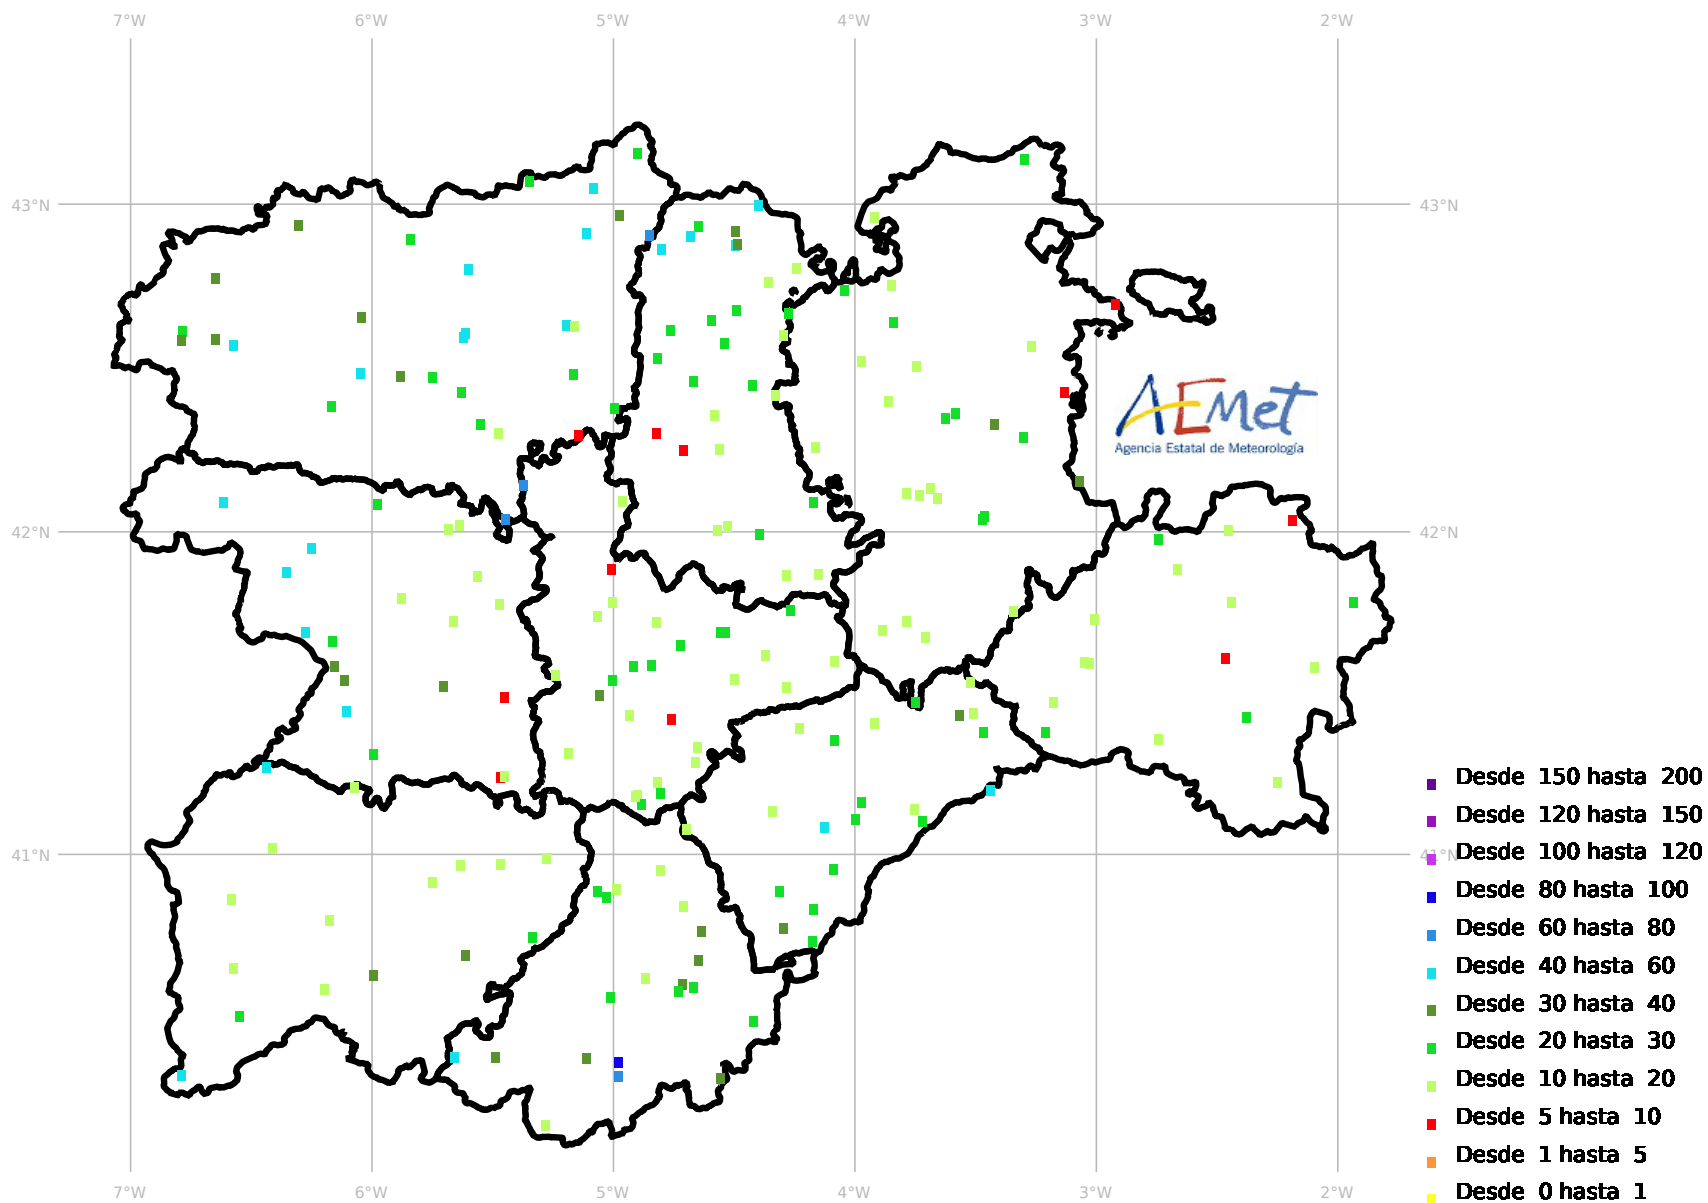 7°W 6°W 5°W 4°W 3°W 2°W
43°N 43°N
AEMet
Agencia Estatal de Meteorología
42°N 42°N
Desde 150 hasta 200
Desde 120 hasta 150
Desde 100 hasta 120
41°N 41°N
Desde 80 hasta 100
Desde 60 hasta 80
Desde 40 hasta 60
Desde 30 hasta 40
Desde 20 hasta 30
Desde 10 hasta 20
Desde 5 hasta 10
Desde 1 hasta 5
Desde 0 hasta 1
7°W 6°W 5°W 4°W 3°W 2°W